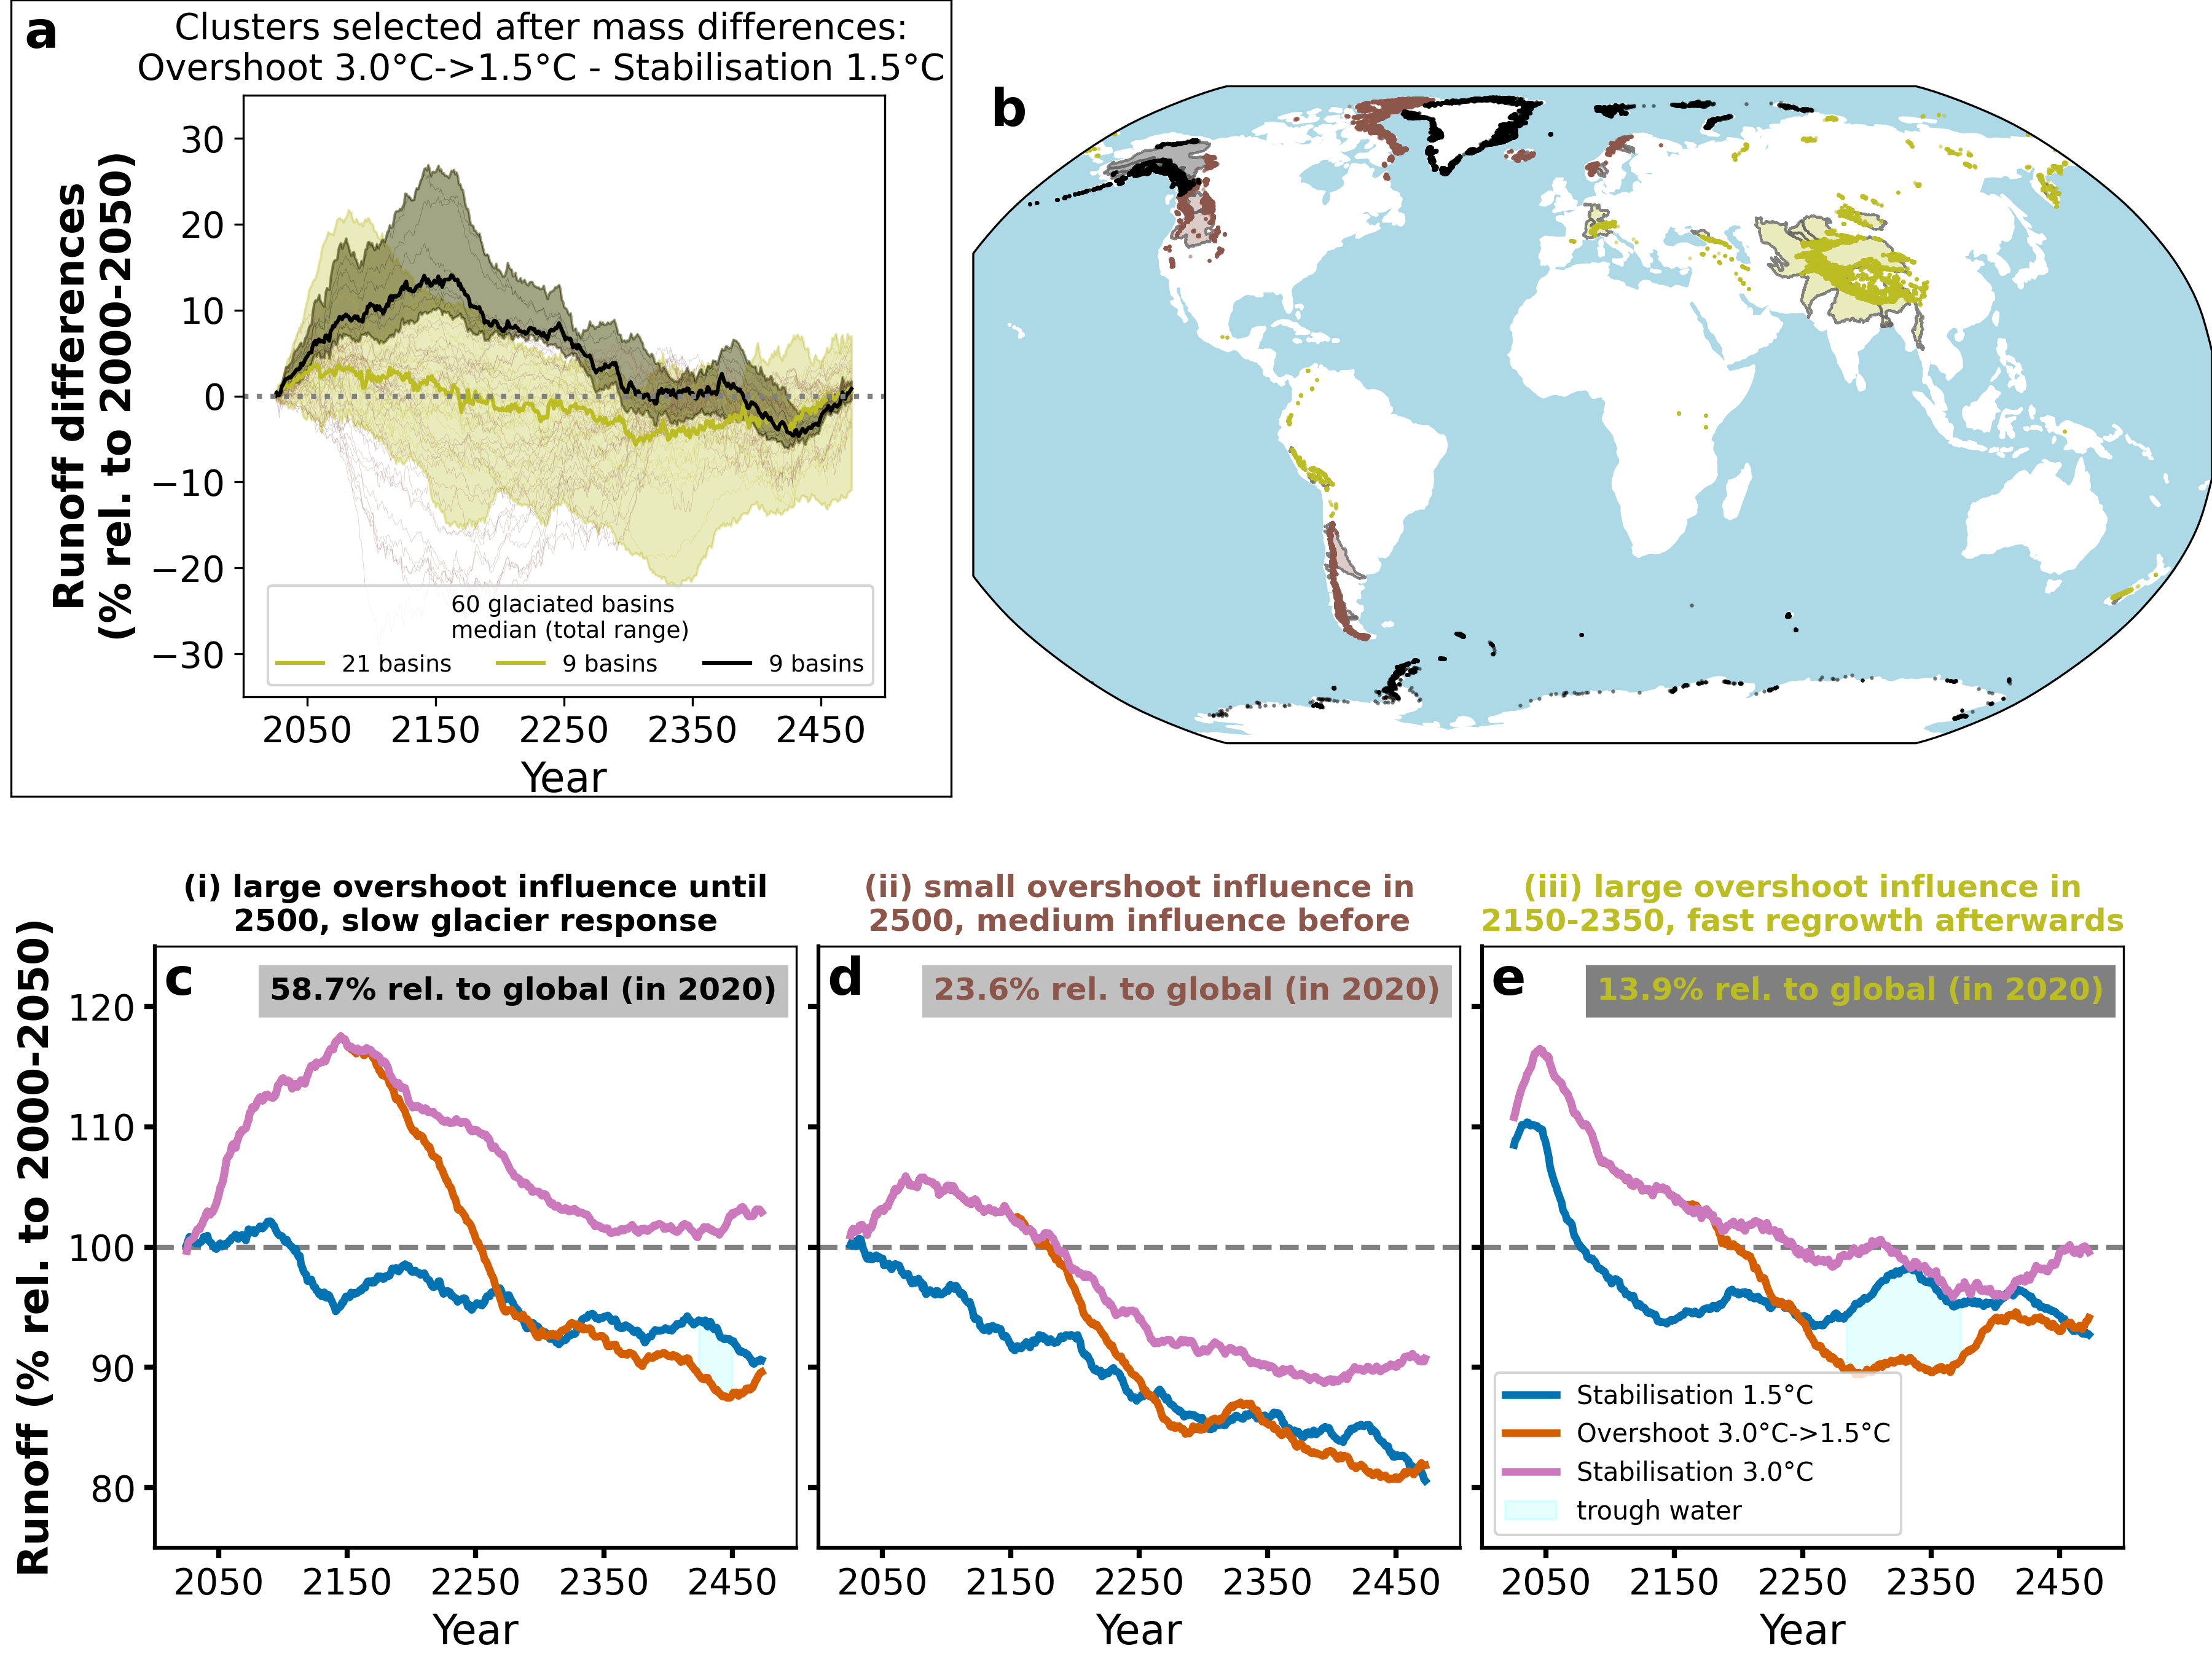 a
Clusters selected after mass differences:
Overshoot 3.0°C->1.5°C - Stabilisation 1.5°C
Runoff differences
(% rel. to 2000-2050)
30
20
10
0
−10
−20
−30
60 glaciated basins
median (total range)
21 basins
9 basins
9 basins
2050
2150
2250
2350
2450
Year
b
(i) large overshoot influence until
2500, slow glacier response
(ii) small overshoot influence in
2500, medium influence before
(iii) large overshoot influence in
2150-2350, fast regrowth afterwards
Runoff (% rel. to 2000-2050)
120
110
100
90
80
c
58.7% rel. to global (in 2020)
2050
2150
2250
2350
2450
Year
d
23.6% rel. to global (in 2020)
2050
2150
2250
2350
2450
Year
e
13.9% rel. to global (in 2020)
Stabilisation 1.5°C
Overshoot 3.0°C->1.5°C
Stabilisation 3.0°C
trough water
2050
2150
2250
2350
2450
Year